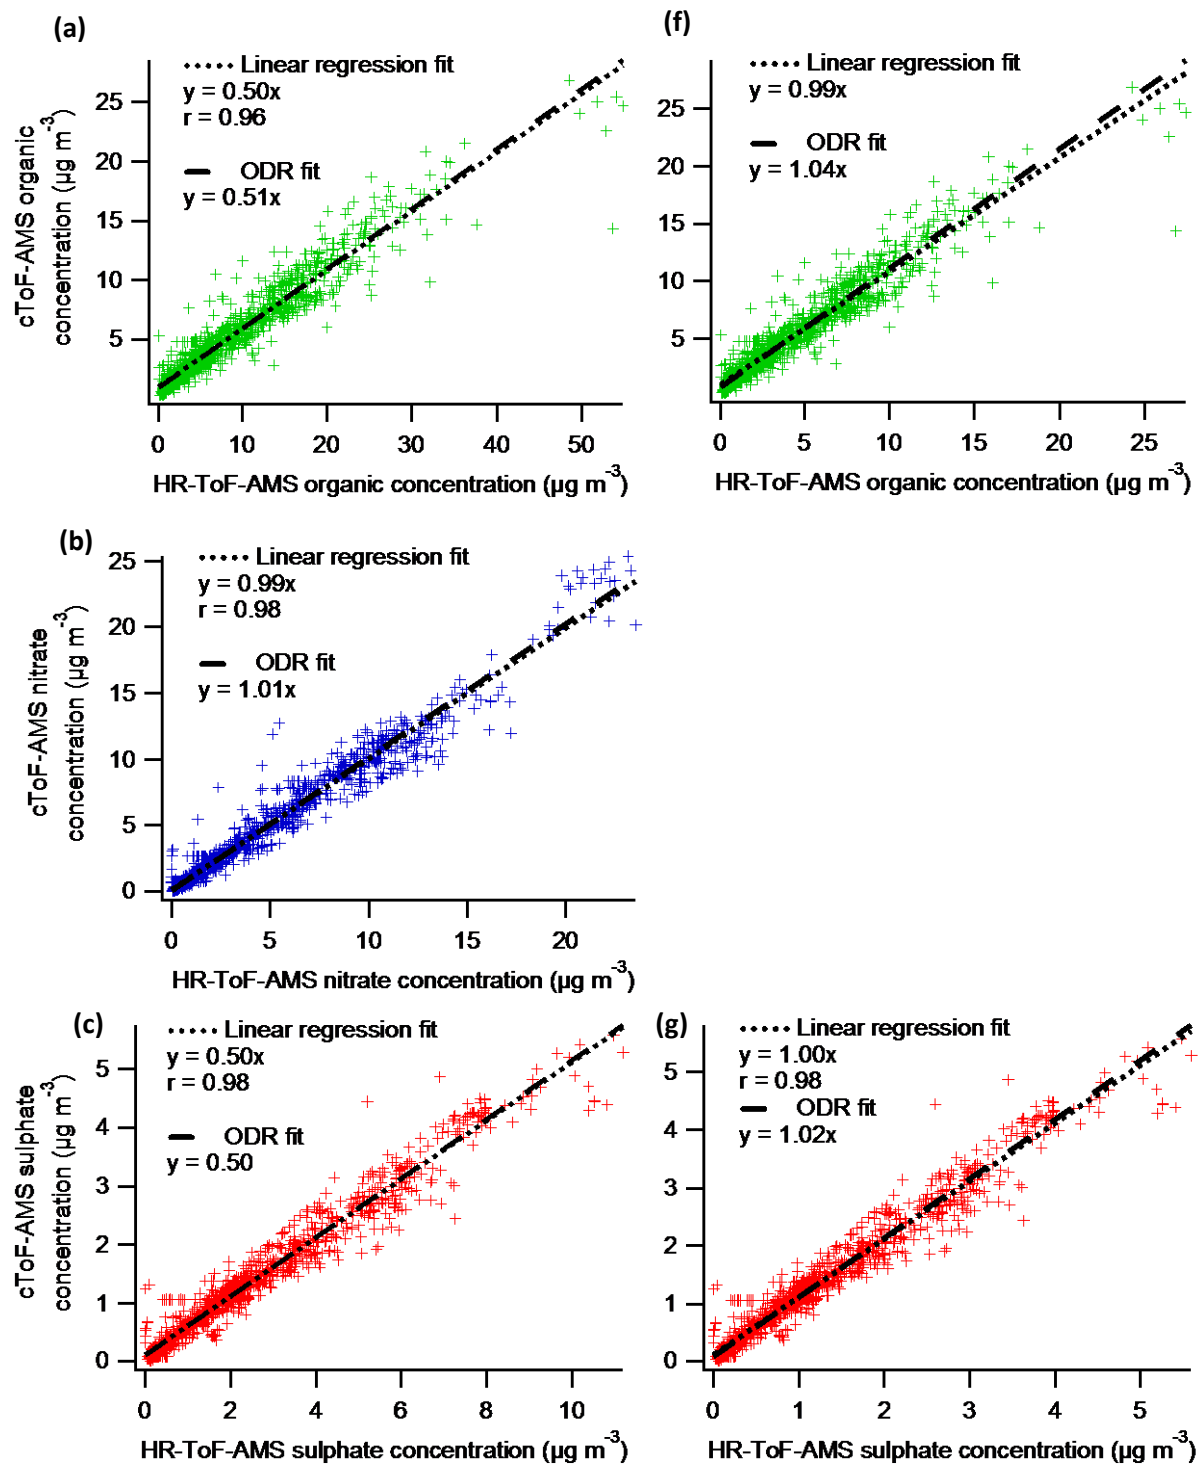 (a)
Linear regression fit
y = 0.50x
r = 0.96
ODR fit
y = 0.51x
cToF-AMS organic
concentration (µg m⁻³)
25
20
15
10
5
0
10
20
30
40
50
HR-ToF-AMS organic concentration (µg m⁻³)
(f)
Linear regression fit
y = 0.99x
ODR fit
y = 1.04x
25
20
15
10
5
0
5
10
15
20
25
HR-ToF-AMS organic concentration (µg m⁻³)
(b)
Linear regression fit
y = 0.99x
r = 0.98
ODR fit
y = 1.01x
cToF-AMS nitrate
concentration (µg m⁻³)
25
20
15
10
5
0
0
5
10
15
20
HR-ToF-AMS nitrate concentration (µg m⁻³)
(c)
Linear regression fit
y = 0.50x
r = 0.98
ODR fit
y = 0.50
cToF-AMS sulphate
concentration (µg m⁻³)
5
4
3
2
1
0
0
2
4
6
8
10
HR-ToF-AMS sulphate concentration (µg m⁻³)
(g)
Linear regression fit
y = 1.00x
r = 0.98
ODR fit
y = 1.02x
5
4
3
2
1
0
0
1
2
3
4
5
HR-ToF-AMS sulphate concentration (µg m⁻³)